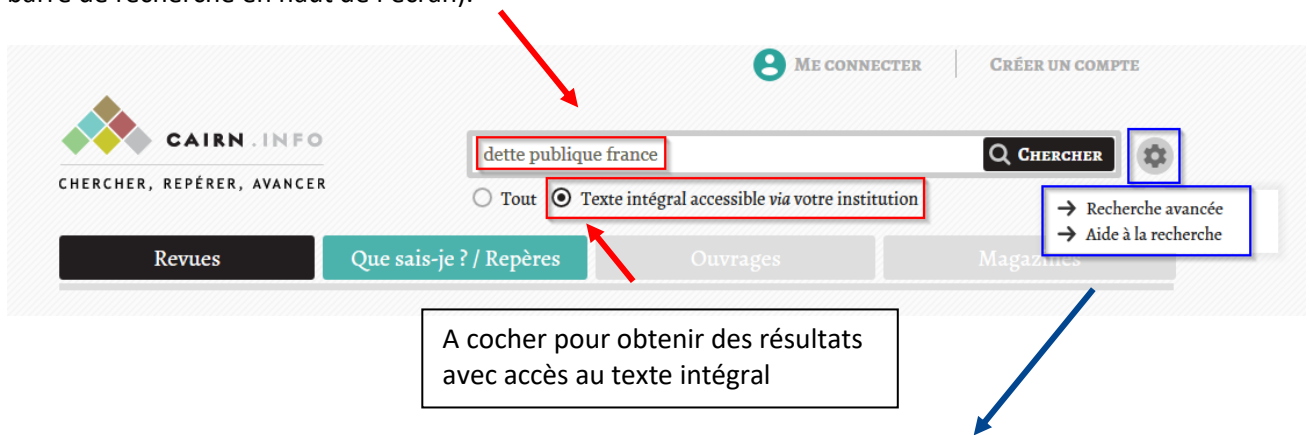 barre de recherche en haut de l'écran).
ME CONNECTER
CRÉER UN COMPTE
CAIRN.INFO
CHERCHER, REPÉRER, AVANCER
dette publique france
CHERCHER
Tout
Texte intégral accessible via votre institution
→ Recherche avancée
→ Aide à la recherche
Revues
Que sais-je ? / Repères
Ouvrages
Magazines
A cocher pour obtenir des résultats
avec accès au texte intégral